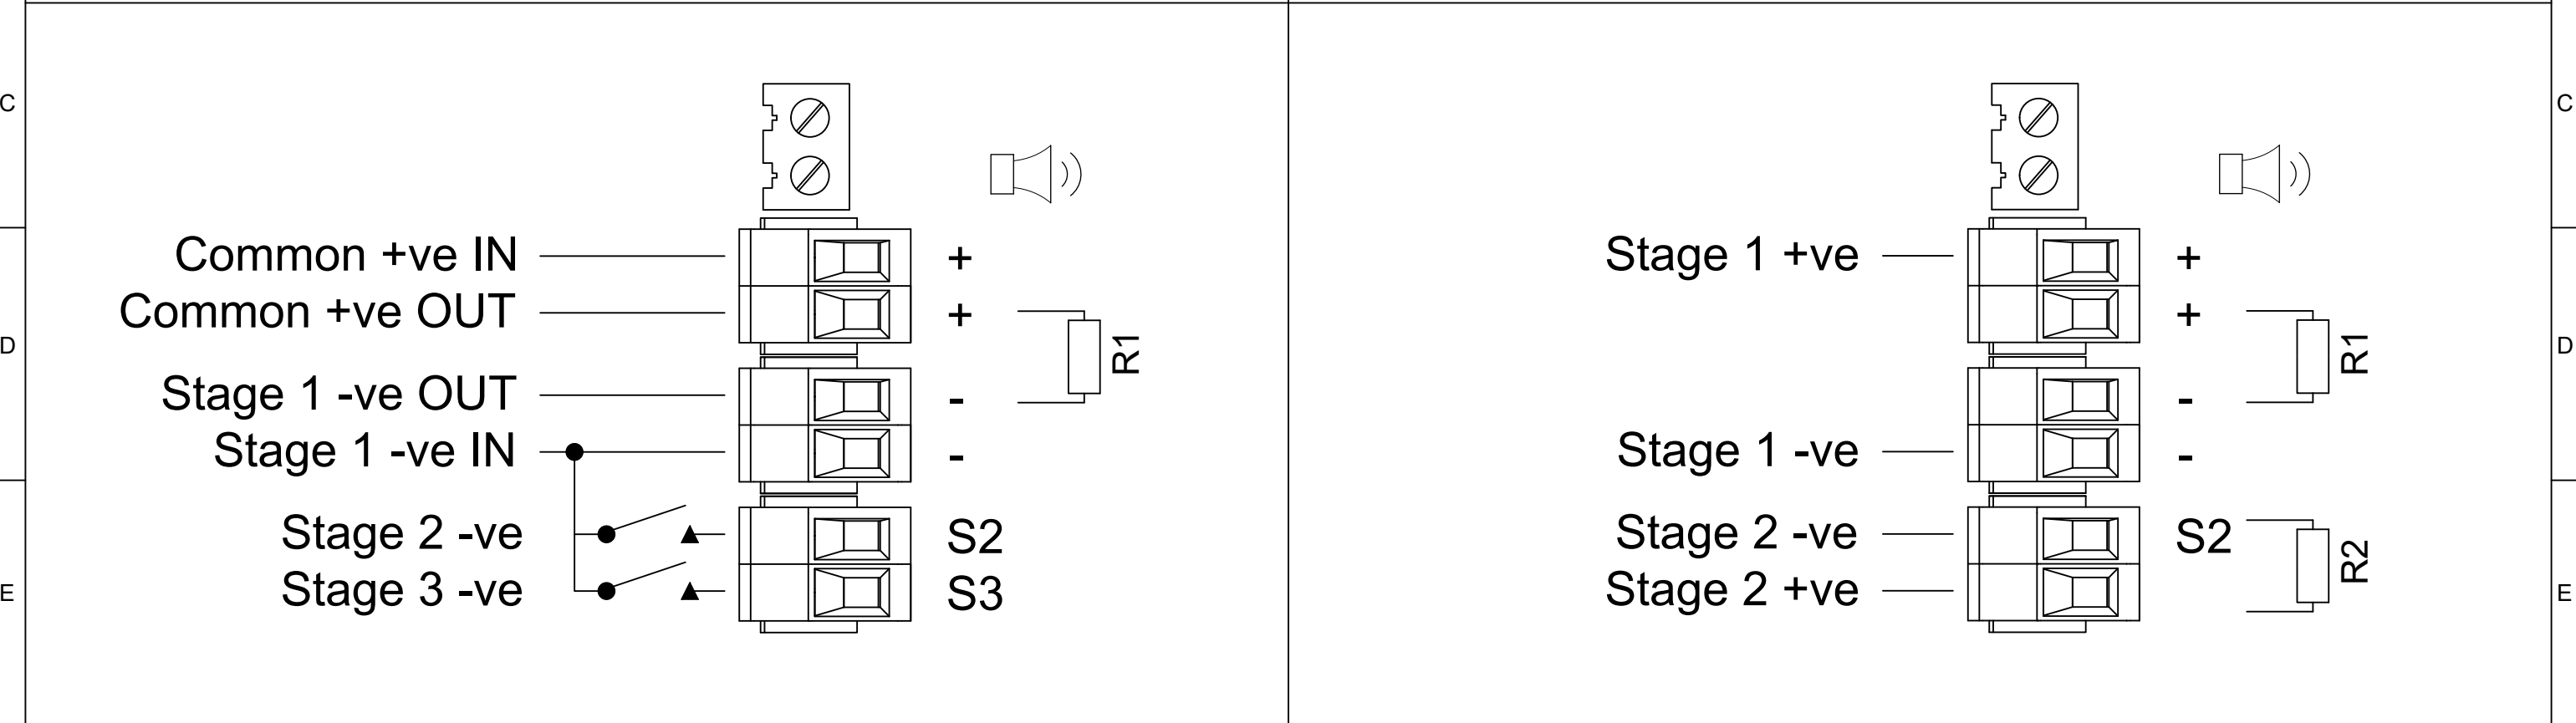 C
C
Common +ve IN
+
Common +ve OUT
+
R1
Stage 1 -ve OUT
-
Stage 1 -ve IN
-
Stage 2 -ve
S2
Stage 3 -ve
S3
Stage 1 +ve
+
+
R1
-
Stage 1 -ve
-
Stage 2 -ve
S2
R2
Stage 2 +ve
D
D
E
E